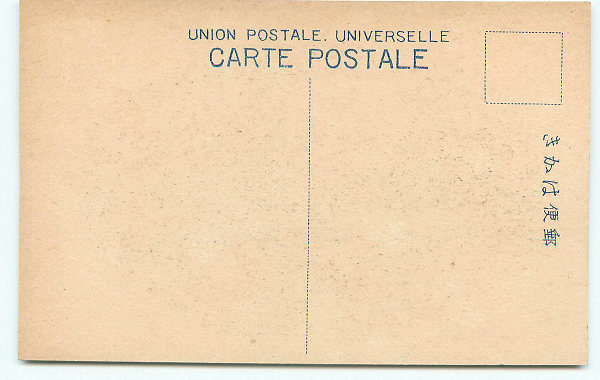 UNION POSTALE. UNIVERSELLE
CARTE POSTALE
郵便はかき